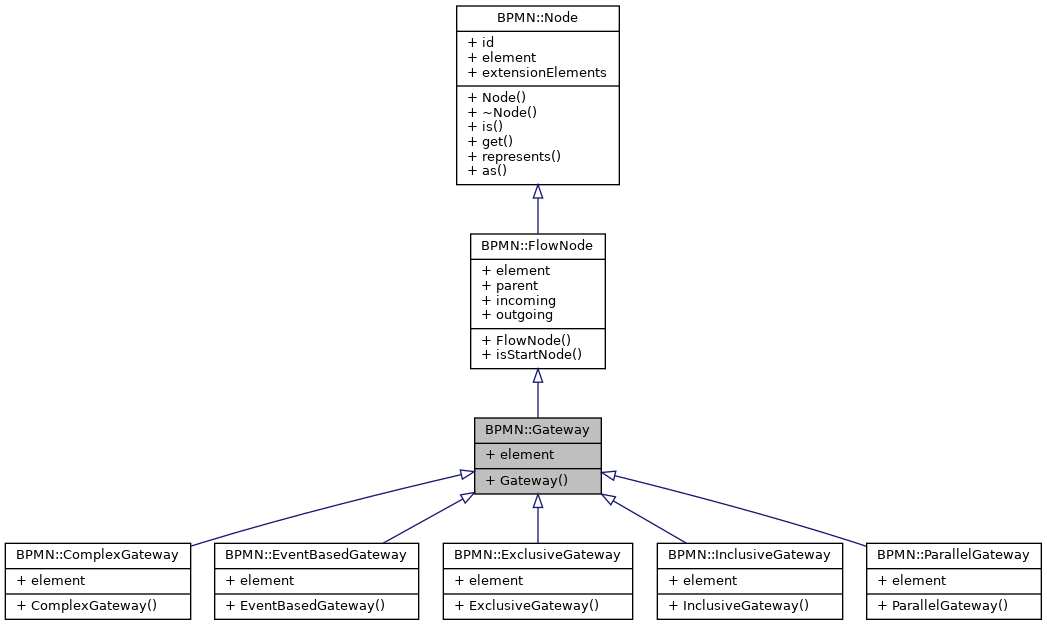 BPMN::Node
+ id
+ element
+ extensionElements
+ Node()
+ ~Node()
+ is()
+ get()
+ represents()
+ as()
BPMN::FlowNode
+ element
+ parent
+ incoming
+ outgoing
+ FlowNode()
+ isStartNode()
BPMN::Gateway
+ element
+ Gateway()
BPMN::ComplexGateway
+ element
+ ComplexGateway()
BPMN::EventBasedGateway
+ element
+ EventBasedGateway()
BPMN::ExclusiveGateway
+ element
+ ExclusiveGateway()
BPMN::InclusiveGateway
+ element
+ InclusiveGateway()
BPMN::ParallelGateway
+ element
+ ParallelGateway()